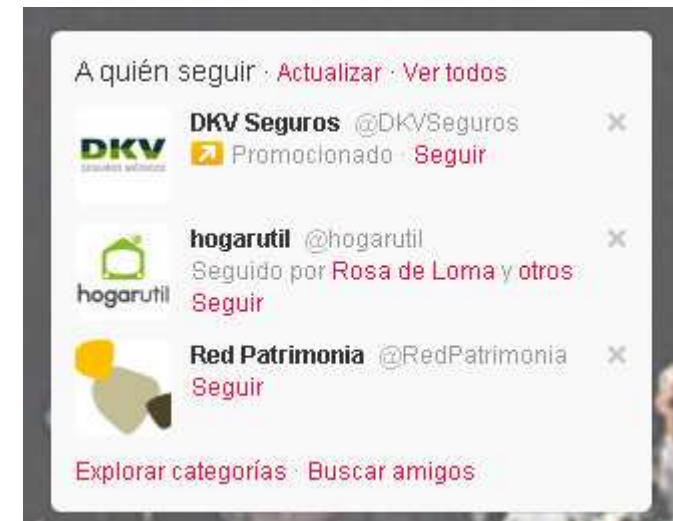 A quién seguir · Actualizar · Ver todos
DKV Seguros @DKVSeguros
DKV
Promocionado · Seguir
hogarutil @hogarutil
Seguido por Rosa de Loma y otros
hogarutil
Seguir
Red Patrimonia @RedPatrimonia
Seguir
Explorar categorías · Buscar amigos